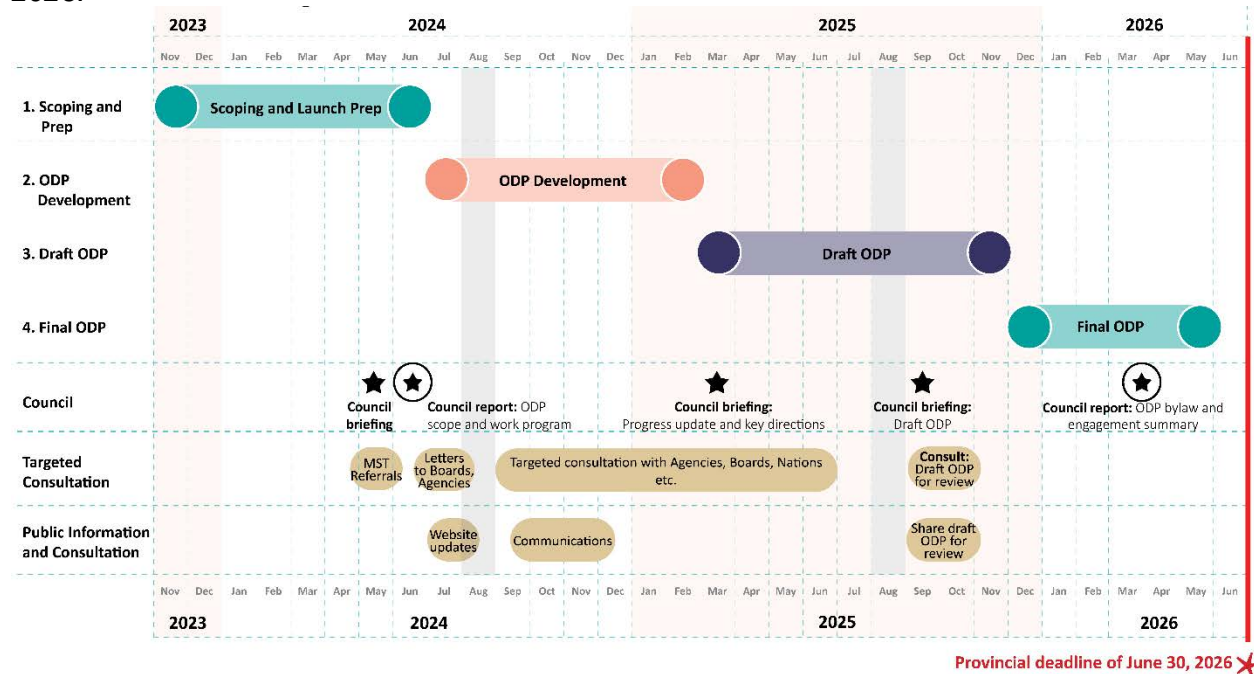 2026.
2023 2024 2025 2026
Nov Dec Jan Feb Mar Apr May Jun Jul Aug Sep Oct Nov Dec Jan Feb Mar Apr May Jun Jul Aug Sep Oct Nov Dec Jan Feb Mar Apr May Jun
1. Scoping and
Prep
Scoping and Launch Prep
2. ODP
Development
ODP Development
3. Draft ODP
Draft ODP
4. Final ODP
Final ODP
Council
Council
briefing
Council report: ODP
scope and work program
Council briefing:
Progress update and key directions
Council briefing:
Draft ODP
Council report: ODP bylaw and
engagement summary
Targeted
Consultation
MST
Referrals
Letters
to Boards,
Agencies
Targeted consultation with Agencies, Boards, Nations
etc.
Consult:
Draft ODP
for review
Public Information
and Consultation
Website
updates
Communications
Share draft
ODP for
review
Nov Dec Jan Feb Mar Apr May Jun Jul Aug Sep Oct Nov Dec Jan Feb Mar Apr May Jun Jul Aug Sep Oct Nov Dec Jan Feb Mar Apr May Jun
2023 2024 2025 2026
Provincial deadline of June 30, 2026